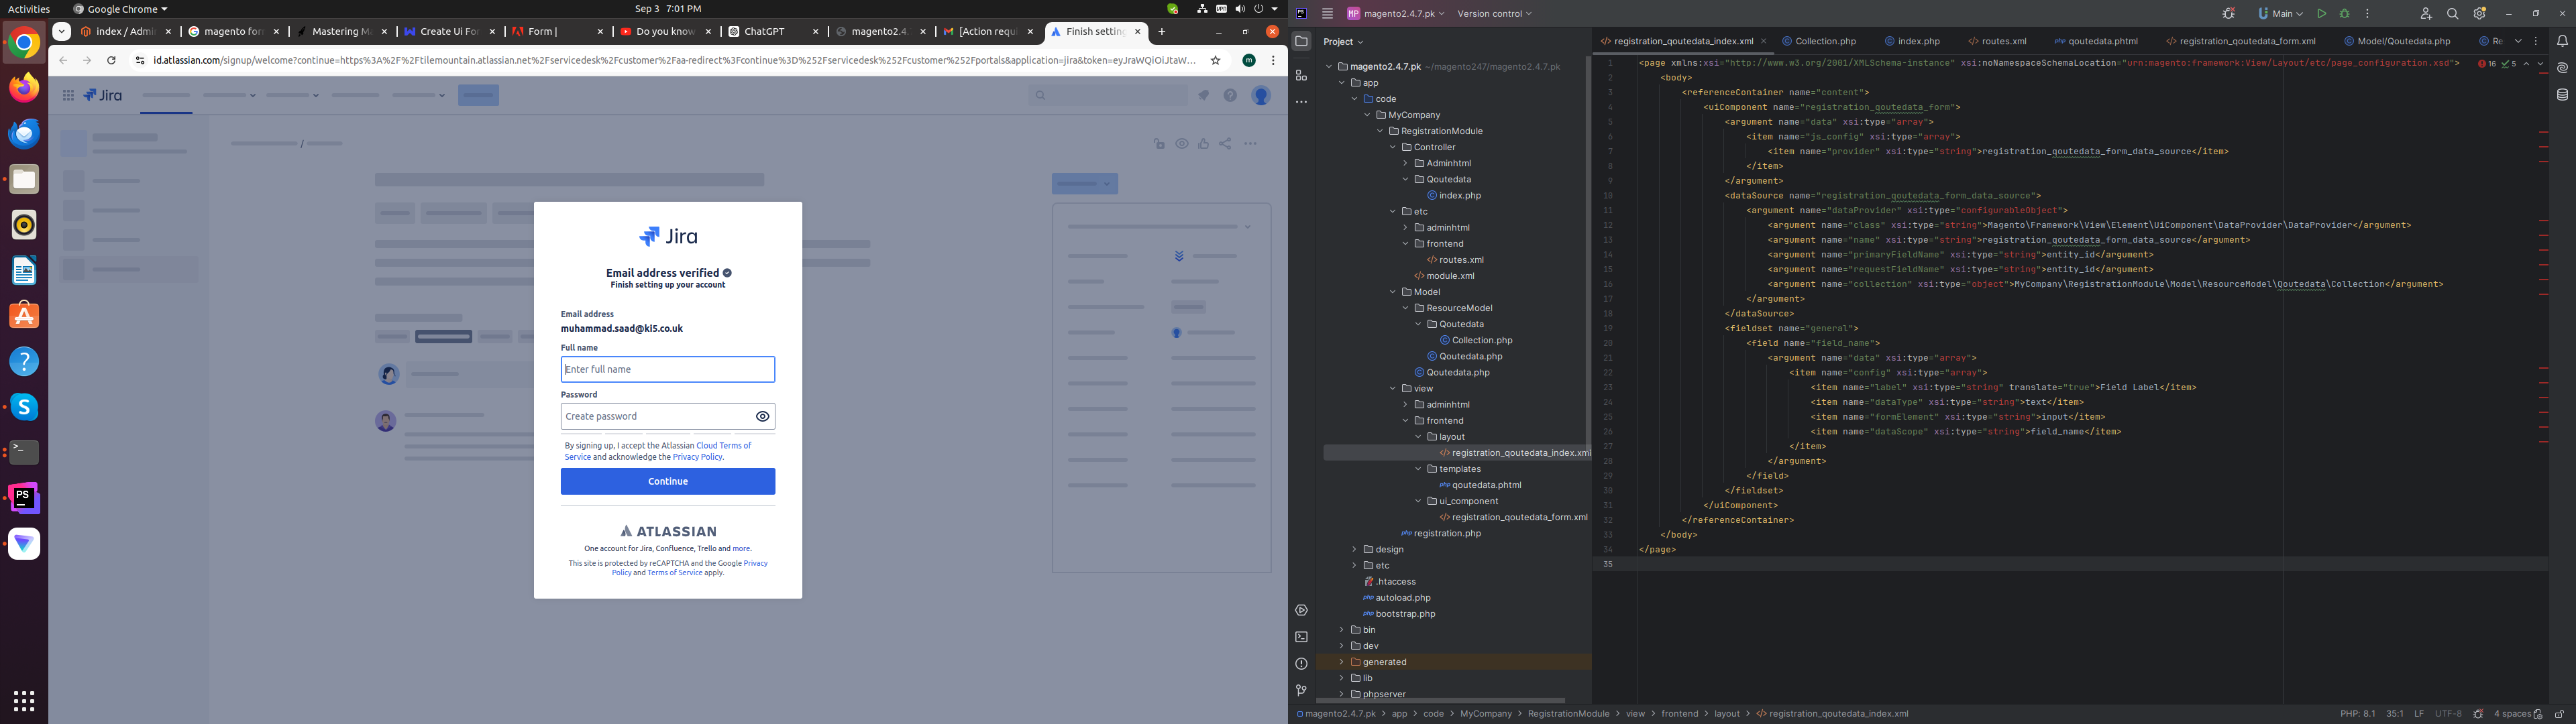 Activities
Google Chrome
Sep 3 7:01 PM
index / Admi
magento for
Mastering M
Create Ui For
Form |
Do you know
ChatGPT
magento2.4.
[Action requ
Finish setting
id.atlassian.com/signup/welcome?continue=https%3A%2F%2Ftilemountain.atlassian.net%2Fservicedesk%2Fcustomer%2Faa-redirect%3Fcontinue%3D%252Fservicedesk%252Fcustomer%252Fportals&application=jira&token=eyJraWQiOiJtaW...
Jira
Jira
Email address verified
Finish setting up your account
Email address
muhammad.saad@ki5.co.uk
Full name
Enter full name
Password
Create password
By signing up, I accept the Atlassian Cloud Terms of
Service and acknowledge the Privacy Policy.
Continue
ATLASSIAN
One account for Jira, Confluence, Trello and more.
This site is protected by reCAPTCHA and the Google Privacy
Policy and Terms of Service apply.
MP magento2.4.7.pk
Version control
Main
Project
magento2.4.7.pk ~/magento247/magento2.4.7.pk
app
code
MyCompany
RegistrationModule
Controller
Adminhtml
Qoutedata
index.php
etc
adminhtml
frontend
routes.xml
module.xml
Model
ResourceModel
Qoutedata
Collection.php
Qoutedata.php
Qoutedata.php
view
adminhtml
frontend
layout
registration_qoutedata_index.xml
templates
qoutedata.phtml
ui_component
registration_qoutedata_form.xml
registration.php
design
etc
.htaccess
autoload.php
bootstrap.php
bin
dev
generated
lib
phpserver
registration_qoutedata_index.xml
Collection.php
index.php
routes.xml
qoutedata.phtml
registration_qoutedata_form.xml
Model/Qoutedata.php
Re
16 5
1 <page xmlns:xsi="http://www.w3.org/2001/XMLSchema-instance" xsi:noNamespaceSchemaLocation="urn:magento:framework:View/Layout/etc/page_configuration.xsd">
2 <body>
3 <referenceContainer name="content">
4 <uiComponent name="registration_qoutedata_form">
5 <argument name="data" xsi:type="array">
6 <item name="js_config" xsi:type="array">
7 <item name="provider" xsi:type="string">registration_qoutedata_form_data_source</item>
8 </item>
9 </argument>
10 <dataSource name="registration_qoutedata_form_data_source">
11 <argument name="dataProvider" xsi:type="configurableObject">
12 <argument name="class" xsi:type="string">Magento\Framework\View\Element\UiComponent\DataProvider\DataProvider</argument>
13 <argument name="name" xsi:type="string">registration_qoutedata_form_data_source</argument>
14 <argument name="primaryFieldName" xsi:type="string">entity_id</argument>
15 <argument name="requestFieldName" xsi:type="string">entity_id</argument>
16 <argument name="collection" xsi:type="object">MyCompany\RegistrationModule\Model\ResourceModel\Qoutedata\Collection</argument>
17 </argument>
18 </dataSource>
19 <fieldset name="general">
20 <field name="field_name">
21 <argument name="data" xsi:type="array">
22 <item name="config" xsi:type="array">
23 <item name="label" xsi:type="string" translate="true">Field Label</item>
24 <item name="dataType" xsi:type="string">text</item>
25 <item name="formElement" xsi:type="string">input</item>
26 <item name="dataScope" xsi:type="string">field_name</item>
27 </item>
28 </argument>
29 </field>
30 </fieldset>
31 </uiComponent>
32 </referenceContainer>
33 </body>
34 </page>
35
magento2.4.7.pk > app > code > MyCompany > RegistrationModule > view > frontend > layout > registration_qoutedata_index.xml
PHP: 8.1 35:1 LF UTF-8 4 spaces